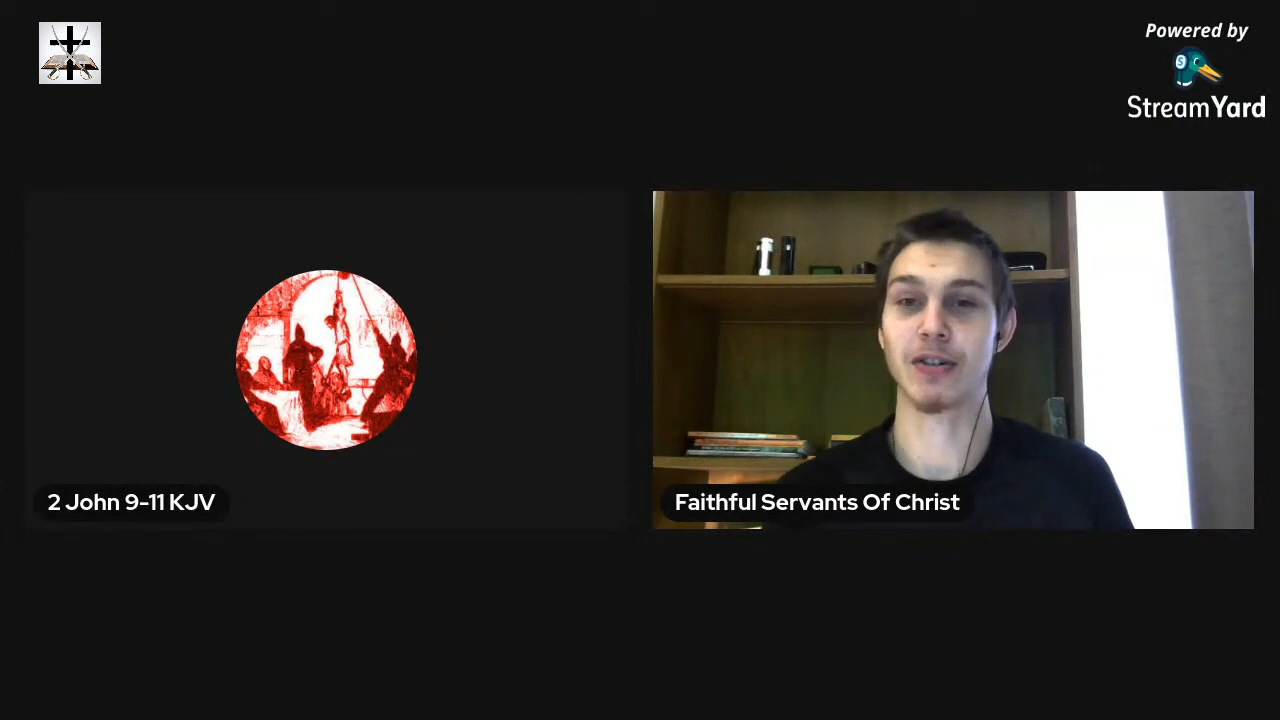 Powered by
StreamYard
2 John 9-11 KJV
Faithful Servants Of Christ